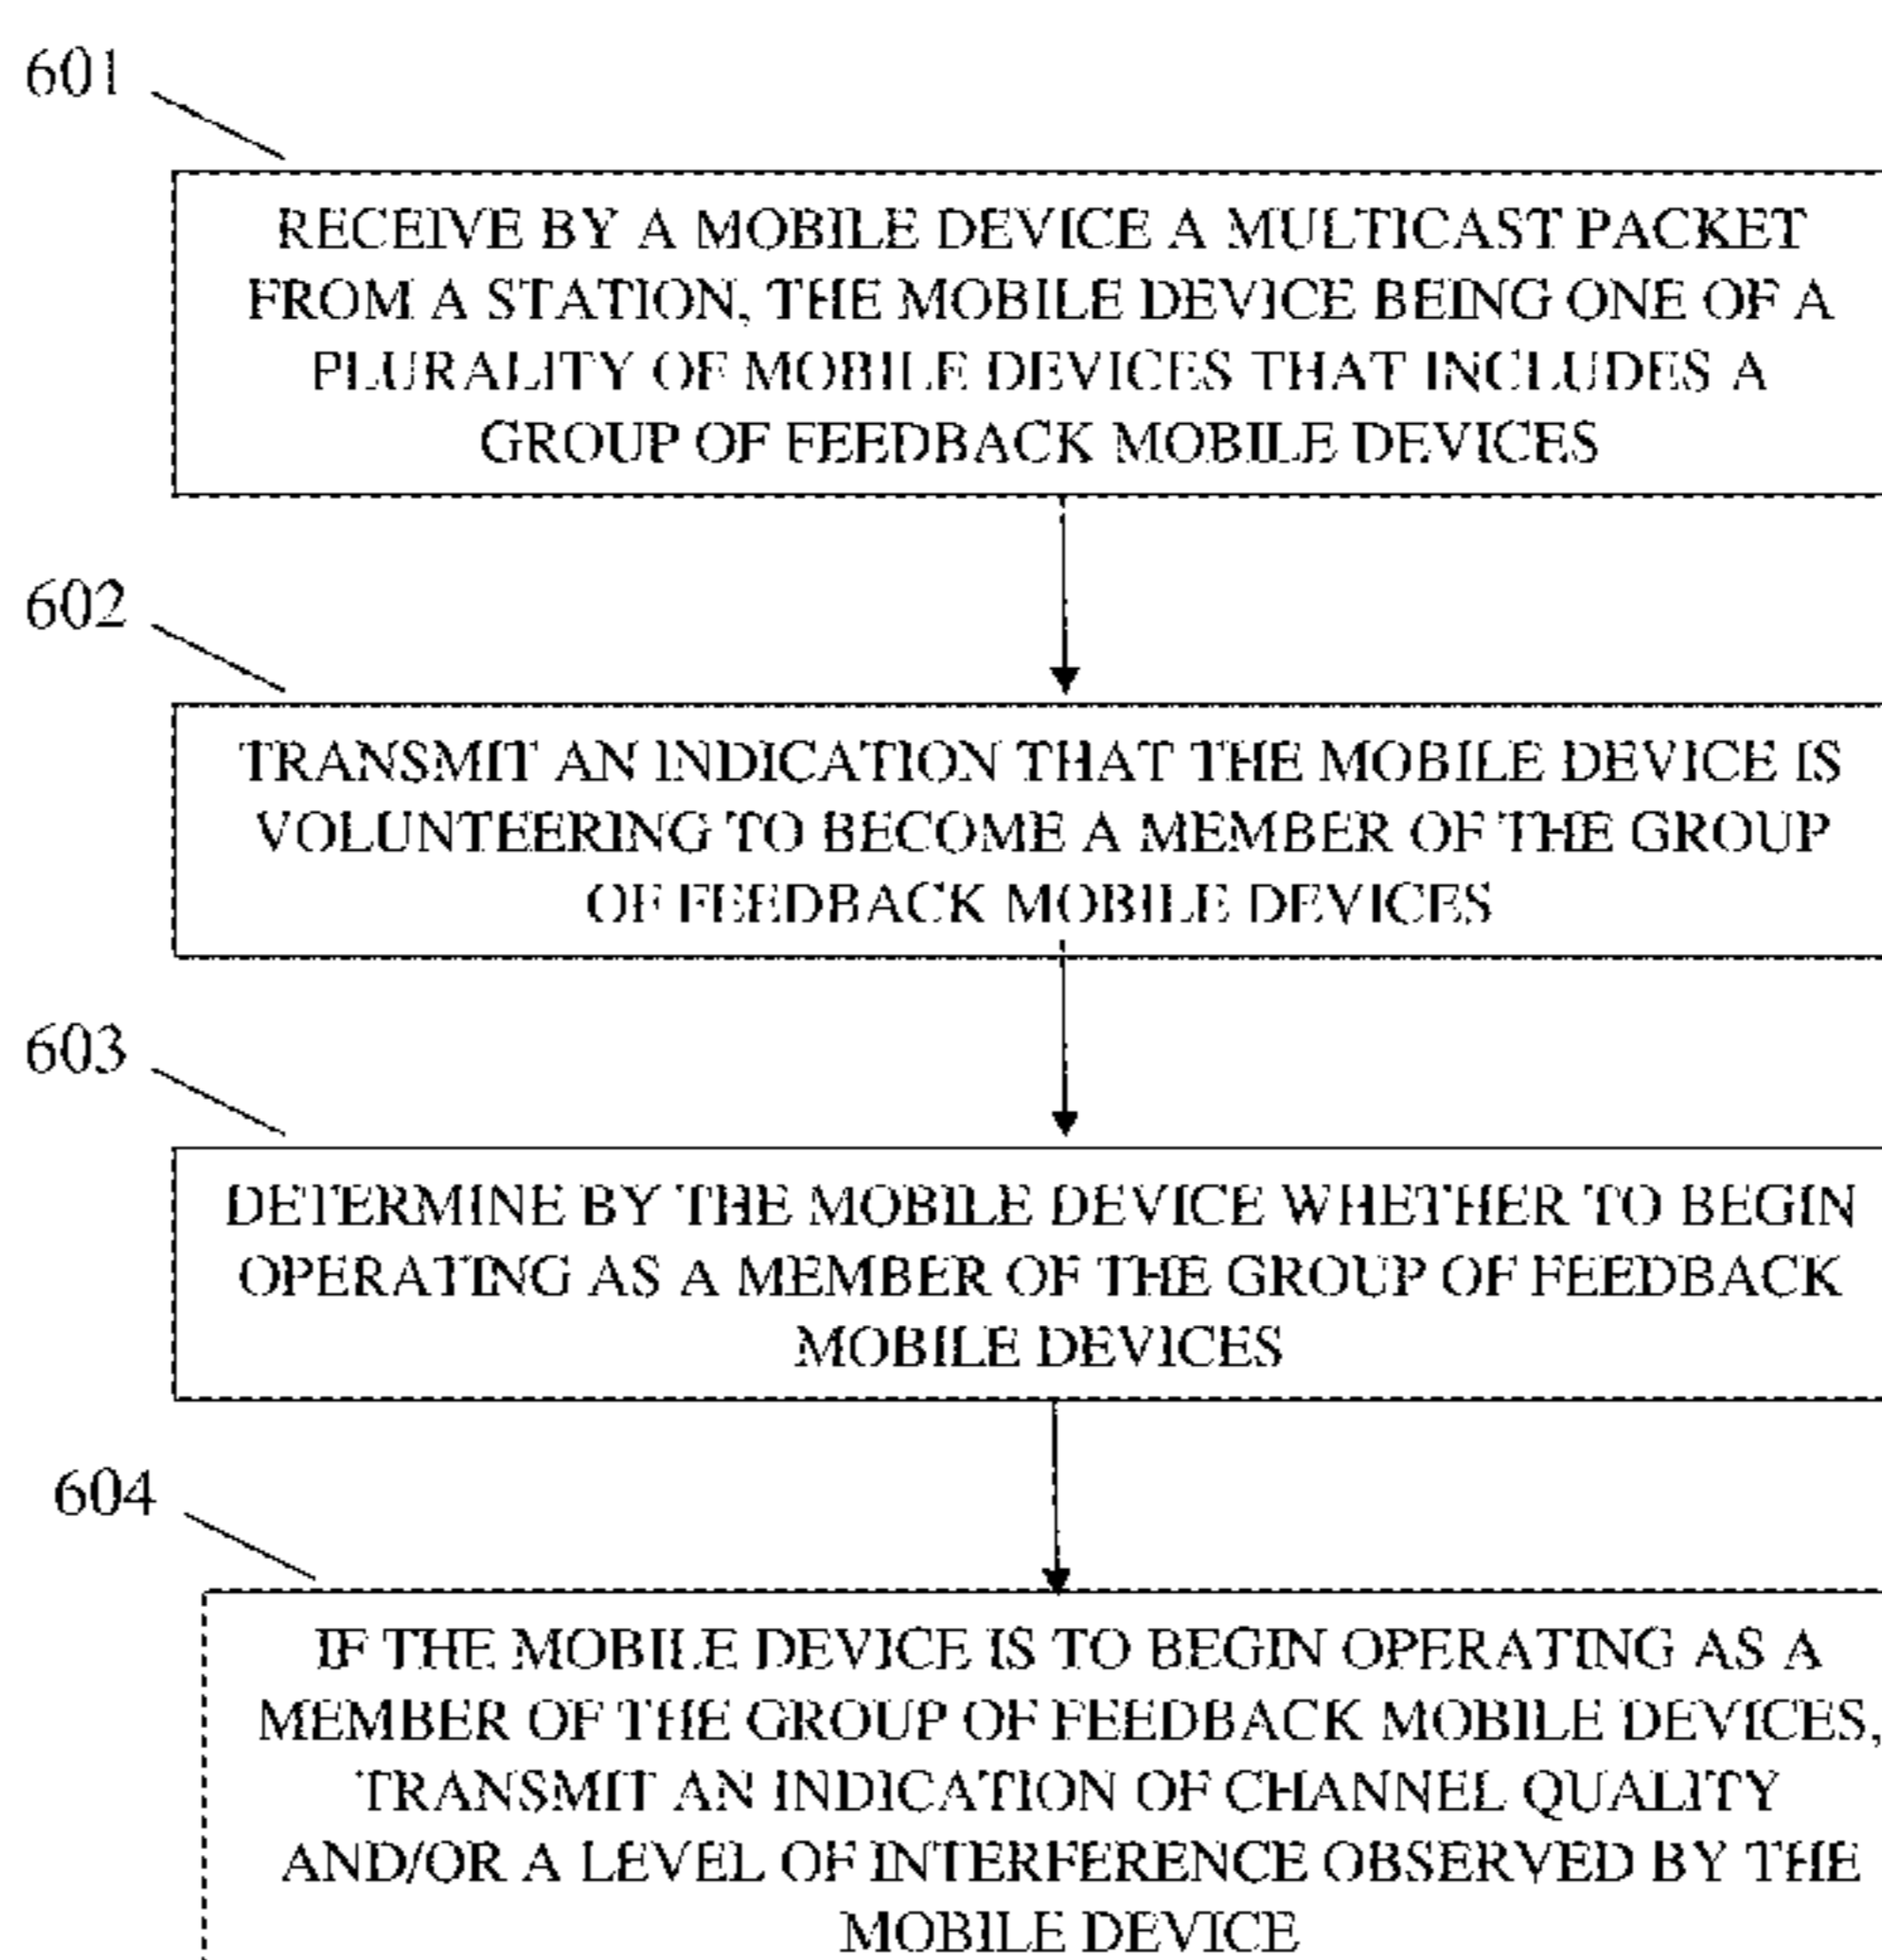 601
RECEIVE BY A MOBILE DEVICE A MULTICAST PACKET
FROM A STATION, THE MOBILE DEVICE BEING ONE OF A
PLURALITY OF MOBILE DEVICES THAT INCLUDES A
GROUP OF FEEDBACK MOBILE DEVICES
602
TRANSMIT AN INDICATION THAT THE MOBILE DEVICE IS
VOLUNTEERING TO BECOME A MEMBER OF THE GROUP
OF FEEDBACK MOBILE DEVICES
603
DETERMINE BY THE MOBILE DEVICE WHETHER TO BEGIN
OPERATING AS A MEMBER OF THE GROUP OF FEEDBACK
MOBILE DEVICES
604
IF THE MOBILE DEVICE IS TO BEGIN OPERATING AS A
MEMBER OF THE GROUP OF FEEDBACK MOBILE DEVICES,
TRANSMIT AN INDICATION OF CHANNEL QUALITY
AND/OR A LEVEL OF INTERFERENCE OBSERVED BY THE
MOBILE DEVICE